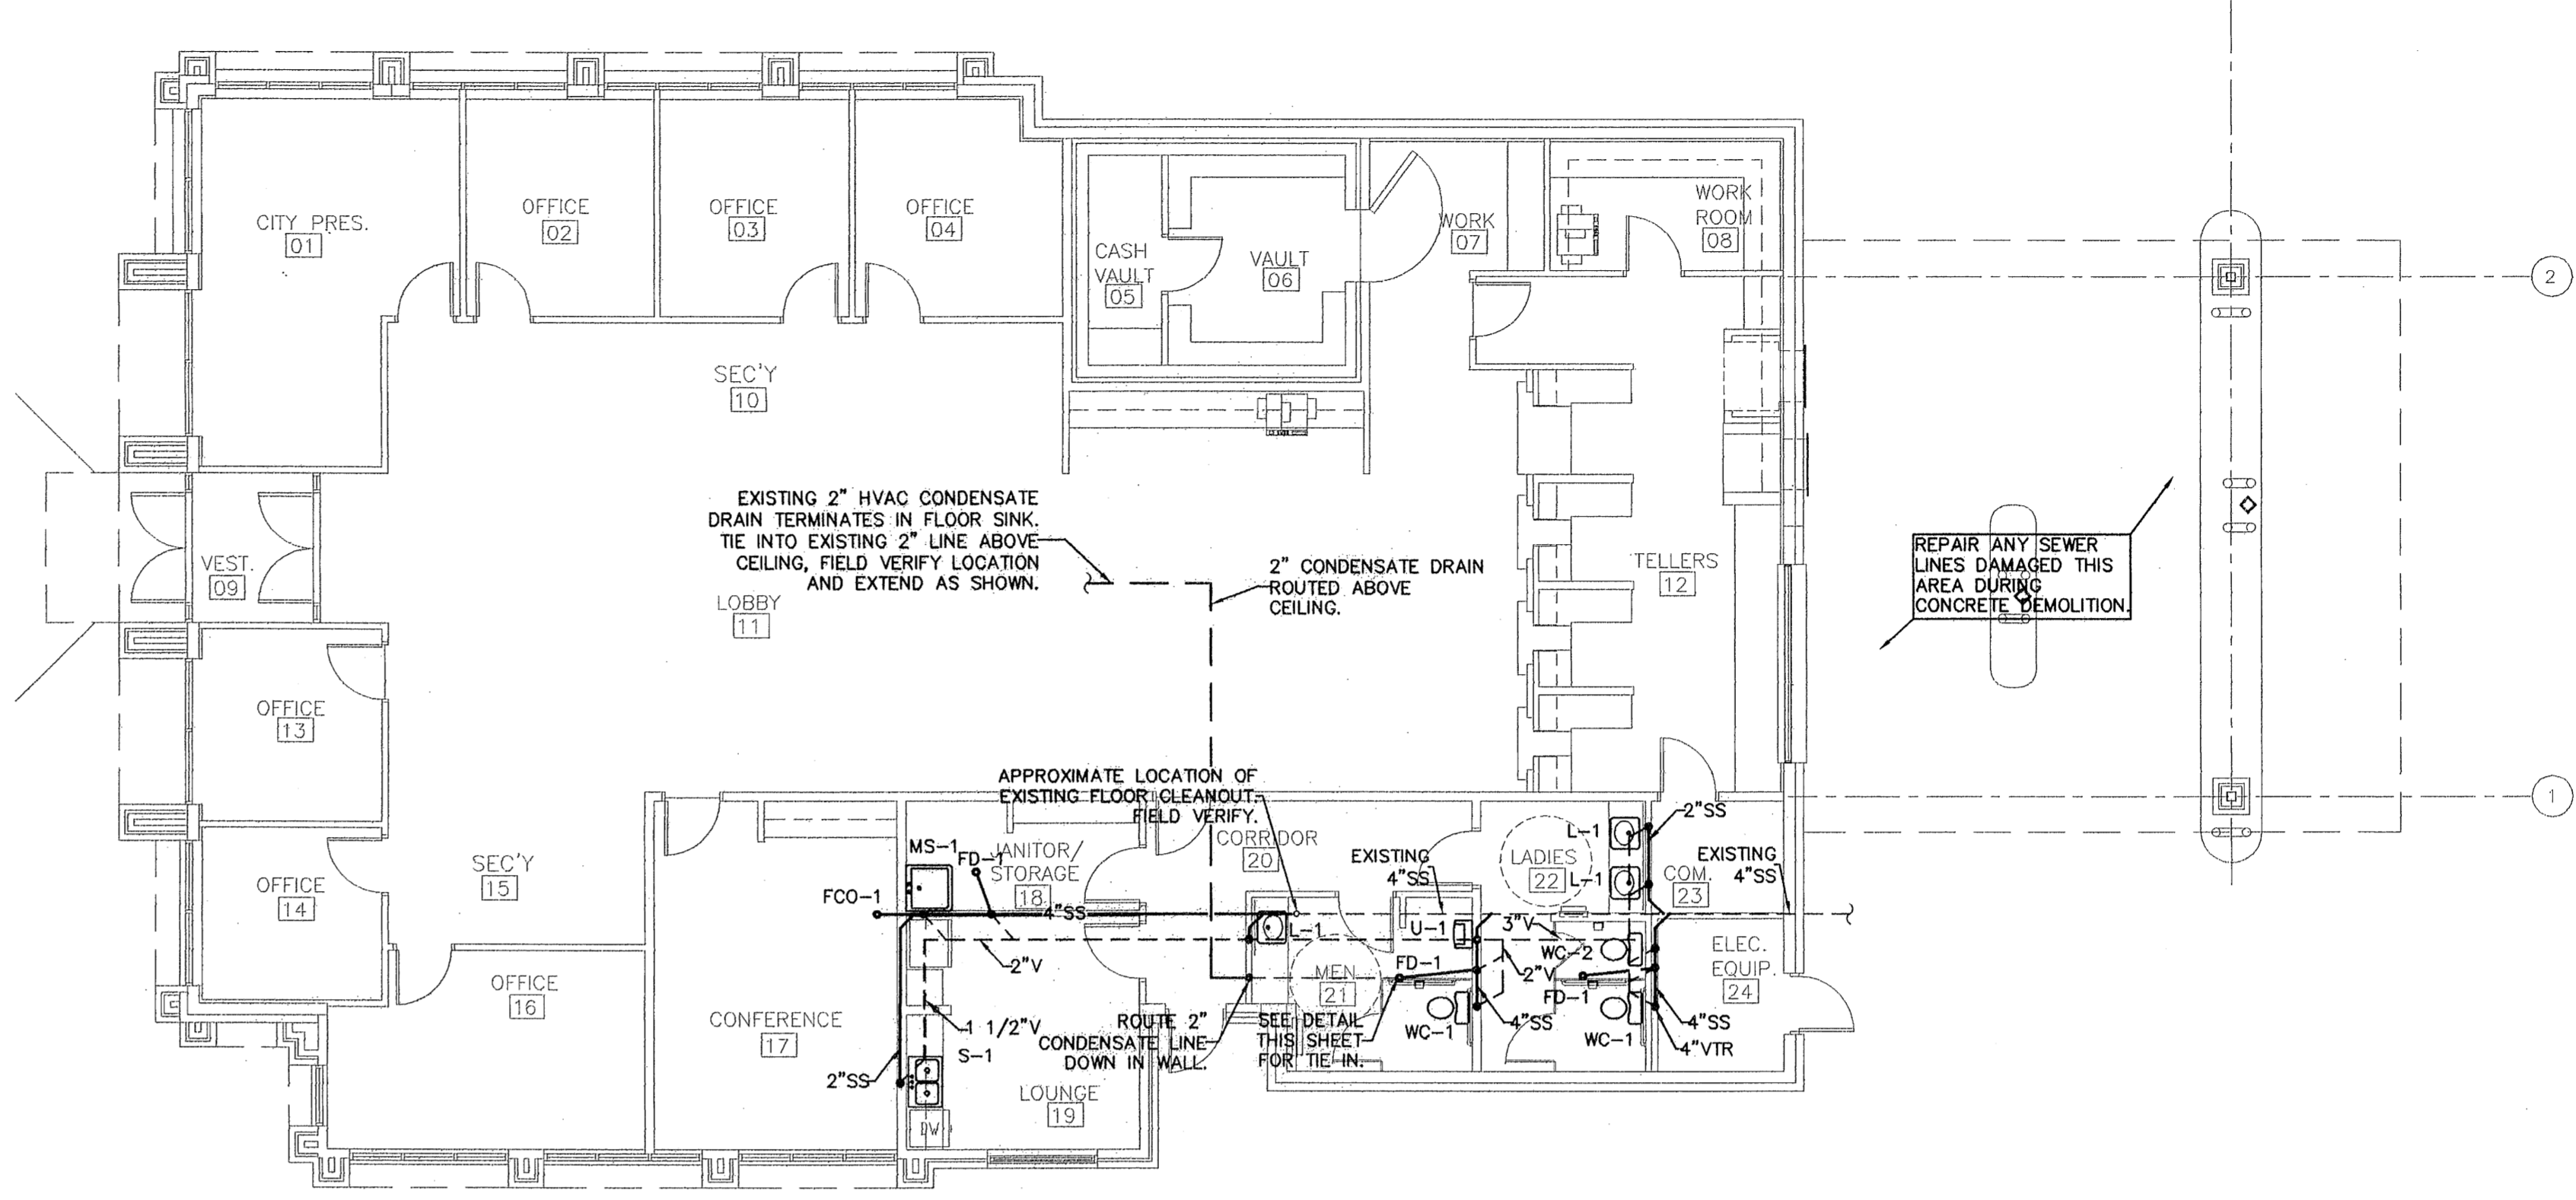 CITY PRES.
01
OFFICE
02
OFFICE
03
OFFICE
04
CASH
VAULT
05
VAULT
06
WORK
07
WORK
ROOM
08
2
SEC'Y
10
EXISTING 2" HVAC CONDENSATE
DRAIN TERMINATES IN FLOOR SINK.
TIE INTO EXISTING 2" LINE ABOVE
CEILING, FIELD VERIFY LOCATION
AND EXTEND AS SHOWN.
2" CONDENSATE DRAIN
ROUTED ABOVE
CEILING.
VEST.
09
LOBBY
11
TELLERS
12
REPAIR ANY SEWER
LINES DAMAGED THIS
AREA DURING
CONCRETE DEMOLITION.
OFFICE
13
APPROXIMATE LOCATION OF
EXISTING FLOOR CLEANOUT.
FIELD VERIFY.
1
OFFICE
14
SEC'Y
15
MS-1
FD-1
JANITOR/
STORAGE
18
CORRIDOR
20
EXISTING
4"SS
L-1
2"SS
LADIES
22
L-1
COM.
23
EXISTING
4"SS
FCO-1
4"SS
L-1
U-1
3"V
WC-2
ELEC.
EQUIP.
24
2"V
MEN
21
FD-1
2"V
FD-1
OFFICE
16
CONFERENCE
17
1 1/2"V
S-1
2"SS
ROUTE 2"
CONDENSATE LINE
DOWN IN WALL.
SEE DETAIL
THIS SHEET
FOR TIE IN.
WC-1
4"SS
WC-1
4"SS
4"VTR
LOUNGE
19
DW